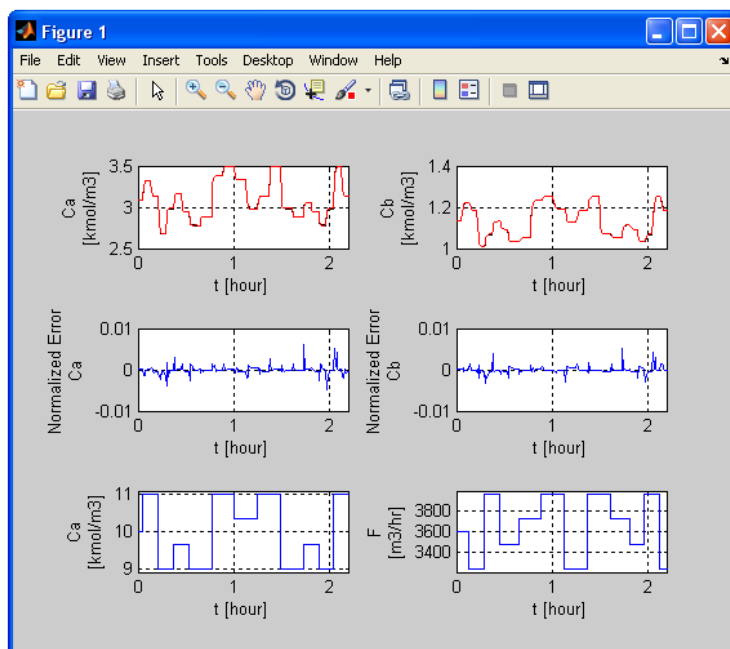 Figure 1
File Edit View Insert Tools Desktop Window Help
Ca
[kmol/m3]
3.5
3
2.5
0 1 2
t [hour]
Cb
[kmol/m3]
1.4
1.2
1
0 1 2
t [hour]
Normalized Error
Ca
0.01
0
-0.01
0 1 2
t [hour]
Normalized Error
Cb
0.01
0
-0.01
0 1 2
t [hour]
Ca
[kmol/m3]
11
10
9
0 1 2
t [hour]
F
[m3/hr]
3800
3600
3400
0 1 2
t [hour]